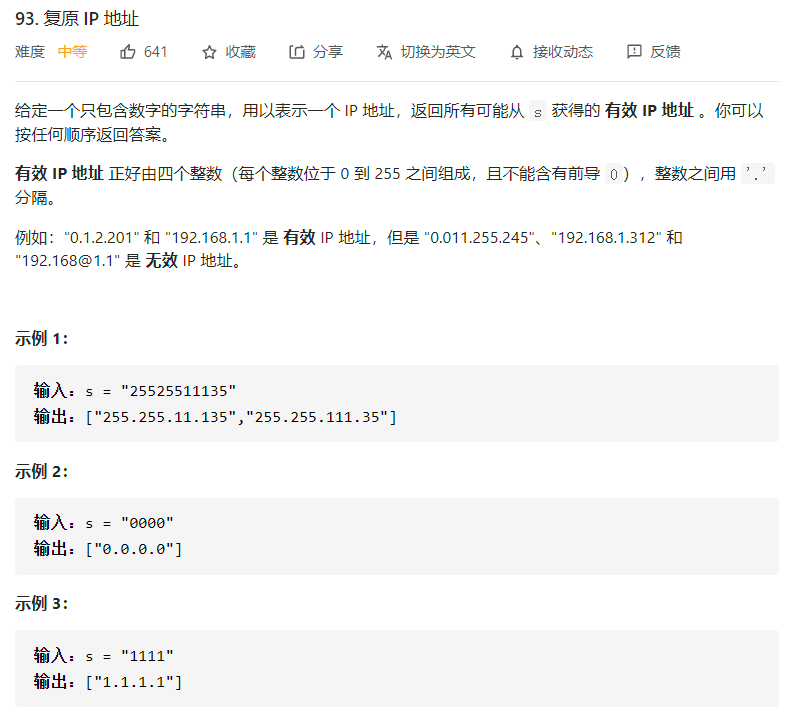 93. 复原 IP 地址
难度 中等 641 收藏 分享 切换为英文 接收动态 反馈
给定一个只包含数字的字符串，用以表示一个 IP 地址，返回所有可能从 s 获得的 有效 IP 地址 。你可以
按任何顺序返回答案。
有效 IP 地址 正好由四个整数（每个整数位于 0 到 255 之间组成，且不能含有前导 0），整数之间用 '.'
分隔。
例如："0.1.2.201" 和 "192.168.1.1" 是 有效 IP 地址，但是 "0.011.255.245"、"192.168.1.312" 和
"192.168@1.1" 是 无效 IP 地址。
示例 1：
输入：s = "25525511135"
输出：["255.255.11.135","255.255.111.35"]
示例 2：
输入：s = "0000"
输出：["0.0.0.0"]
示例 3：
输入：s = "1111"
输出：["1.1.1.1"]